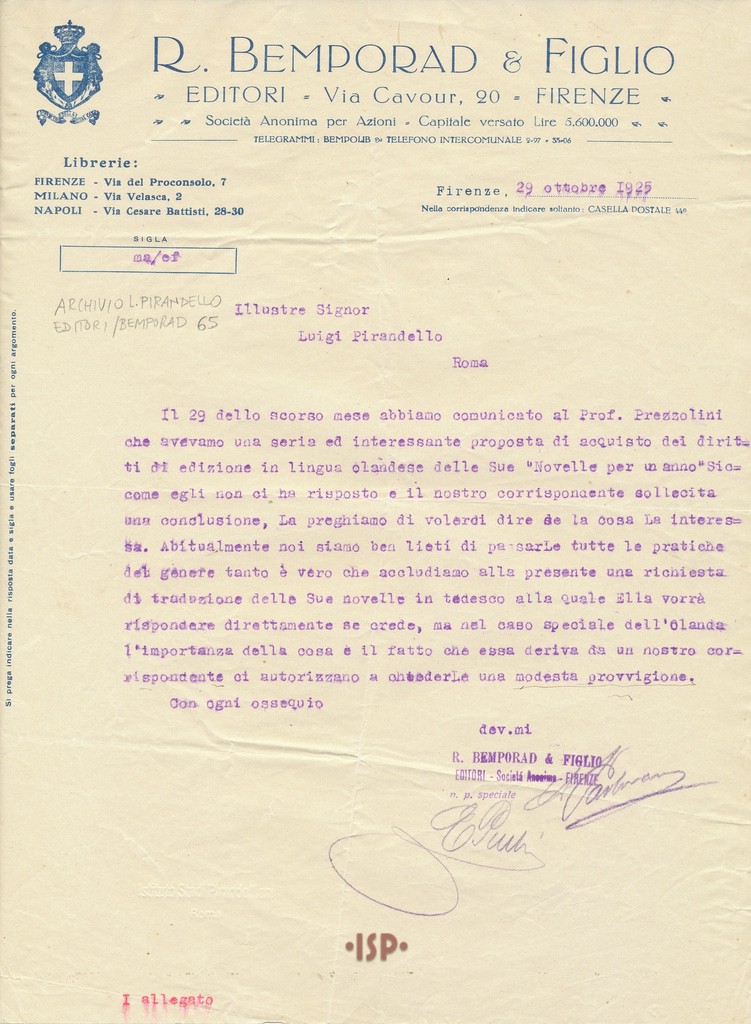 R. BEMPORAD & FIGLIO
EDITORI - Via Cavour, 20 - FIRENZE
Società Anonima per Azioni - Capitale versato Lire 5.600.000
TELEGRAMMI: BEMPOLIB TELEFONO INTERCOMUNALE 2-97 - 33-06
Librerie:
FIRENZE - Via del Proconsolo, 7
MILANO - Via Velasca, 2
NAPOLI - Via Cesare Battisti, 28-30
Firenze, 29 ottobre 1925
Nella corrispondenza indicare soltanto: CASELLA POSTALE 449
SIGLA
ma/ef
ARCHIVIO L. PIRANDELLO
EDITORI/BEMPORAD 65
Illustre Signor
Luigi Pirandello
Roma
Il 29 dello scorso mese abbiamo comunicato al Prof. Prezzolini
che avevamo una seria ed interessante proposta di acquisto dei dirit=
ti di edizione in lingua olandese delle Sue "Novelle per un anno"Sic=
come egli non ci ha risposto e il nostro corrispondente sollecita
una conclusione, La preghiamo di volerdi dire se la cosa La interes=
sa. Abitualmente noi siamo ben lieti di passarLe tutte le pratiche
del genere tanto è vero che accludiamo alla presente una richiesta
di traduzione delle Sue novelle in tedesco alla quale Ella vorrà
rispondere direttamente se crede, ma nel caso speciale dell'Olanda
l'importanza della cosa e il fatto che essa deriva da un nostro cor=
rispondente ci autorizzano a chiederLe una modesta provvigione.
Con ogni ossequio
dev.mi
R. BEMPORAD & FIGLIO
EDITORI - Società Anonima - FIRENZE
n. p. speciale
Si prega indicare nella risposta data e sigla e usare fogli separati per ogni argomento.
Roma
•ISP•
I allegato